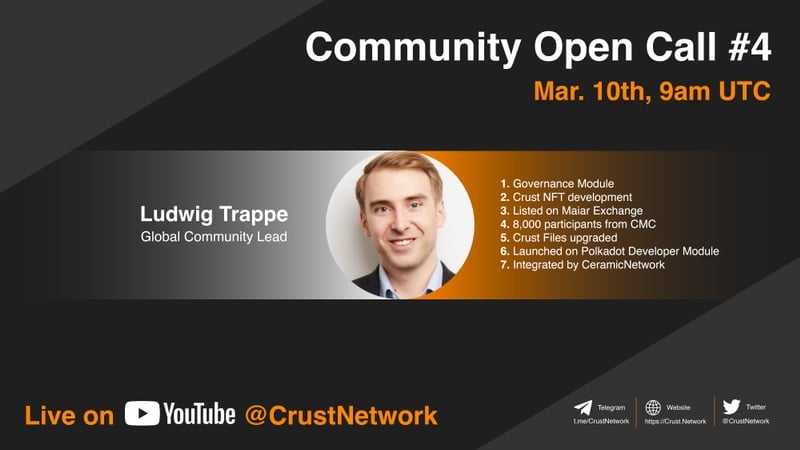 Community Open Call #4
Mar. 10th, 9am UTC
Ludwig Trappe
Global Community Lead
1. Governance Module
2. Crust NFT development
3. Listed on Maiar Exchange
4. 8,000 participants from CMC
5. Crust Files upgraded
6. Launched on Polkadot Developer Module
7. Integrated by CeramicNetwork
Live on YouTube @CrustNetwork
Telegram
t.me/CrustNetwork
Website
https://Crust.Network
Twitter
@CrustNetwork